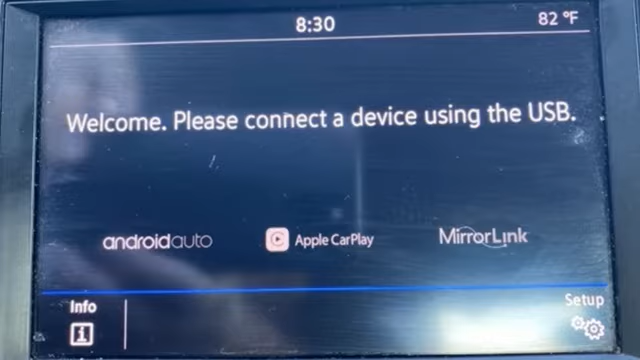 8:30
82 °F
Welcome. Please connect a device using the USB.
androidauto
Apple CarPlay
MirrorLink
Info
Setup